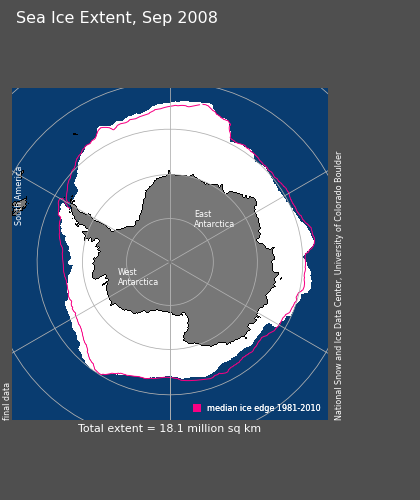 Sea Ice Extent, Sep 2008
South America
East
Antarctica
West
Antarctica
National Snow and Ice Data Center, University of Colorado Boulder
final data
median ice edge 1981-2010
Total extent = 18.1 million sq km